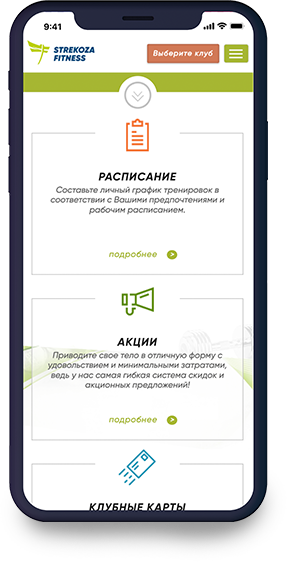 9:41
STREKOZA
FITNESS
Выберите клуб
РАСПИСАНИЕ
Составьте личный график тренировок в
соответствии с Вашими предпочтениями и
рабочим расписанием.
подробнее >
АКЦИИ
Приводите свое тело в отличную форму с
удовольствием и минимальными затратами,
ведь у нас самая гибкая система скидок и
акционных предложений!
подробнее >
КЛУБНЫЕ КАРТЫ